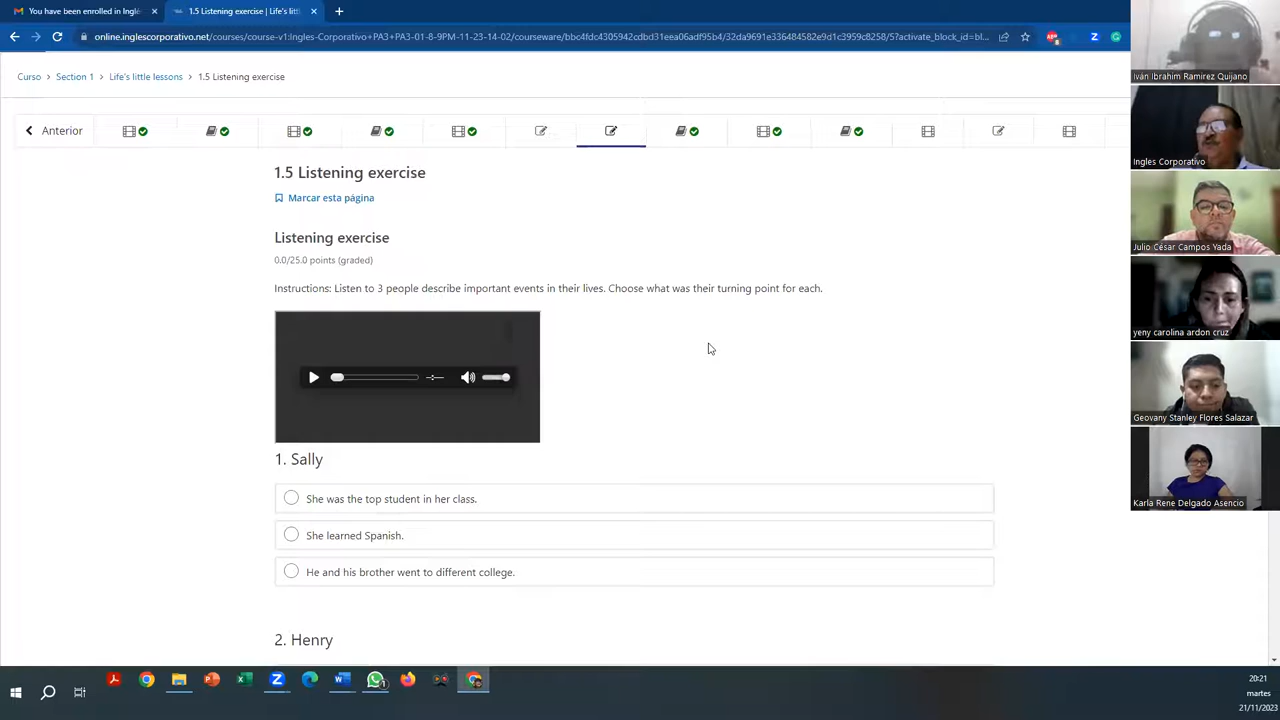 You have been enrolled in Inglé
1.5 Listening exercise | Life's litt
online.inglescorporativo.net/courses/course-v1:Ingles-Corporativo+PA3+PA3-01-8-9PM-11-23-14-02/courseware/bbc4fdc4305942cdbd31eea06adf95b4/32da9691e336484582e9d1c3959c8258/5?activate_block_id=bl...
Curso > Section 1 > Life's little lessons > 1.5 Listening exercise
Anterior
1.5 Listening exercise
Marcar esta página
Listening exercise
0.0/25.0 points (graded)
Instructions: Listen to 3 people describe important events in their lives. Choose what was their turning point for each.
1. Sally
She was the top student in her class.
She learned Spanish.
He and his brother went to different college.
2. Henry
Iván Ibrahim Ramirez Quijano
Ingles Corporativo
Julio César Campos Yada
yeny carolina ardon cruz
Geovany Stanley Flores Salazar
Karla Rene Delgado Asencio
20:21
martes
21/11/2023